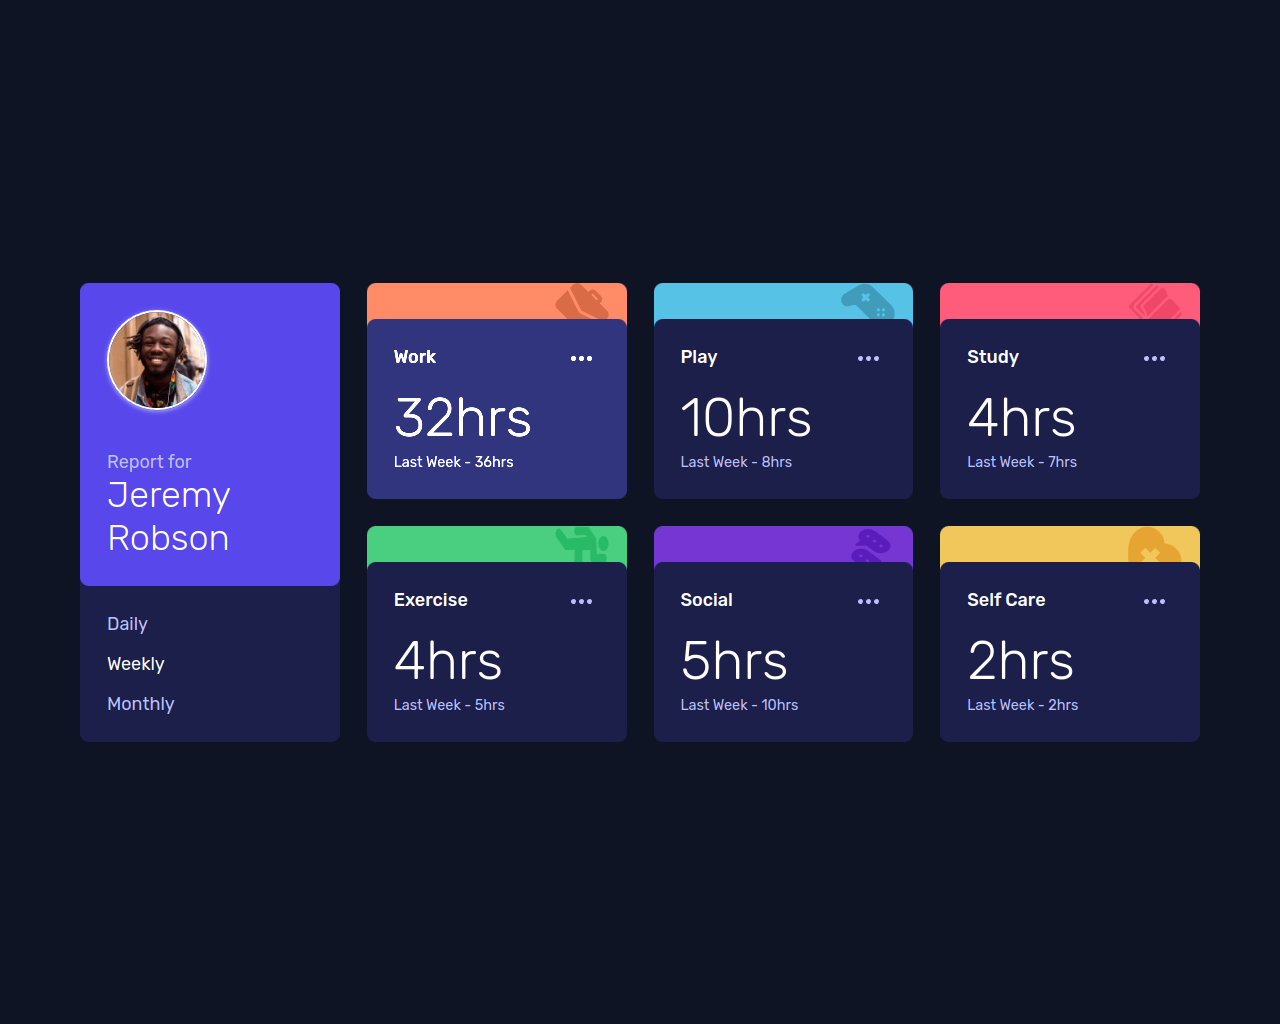 Report for
Jeremy
Robson
Daily
Weekly
Monthly
Work
32hrs
Last Week - 36hrs
Play
10hrs
Last Week - 8hrs
Study
4hrs
Last Week - 7hrs
Exercise
4hrs
Last Week - 5hrs
Social
5hrs
Last Week - 10hrs
Self Care
2hrs
Last Week - 2hrs